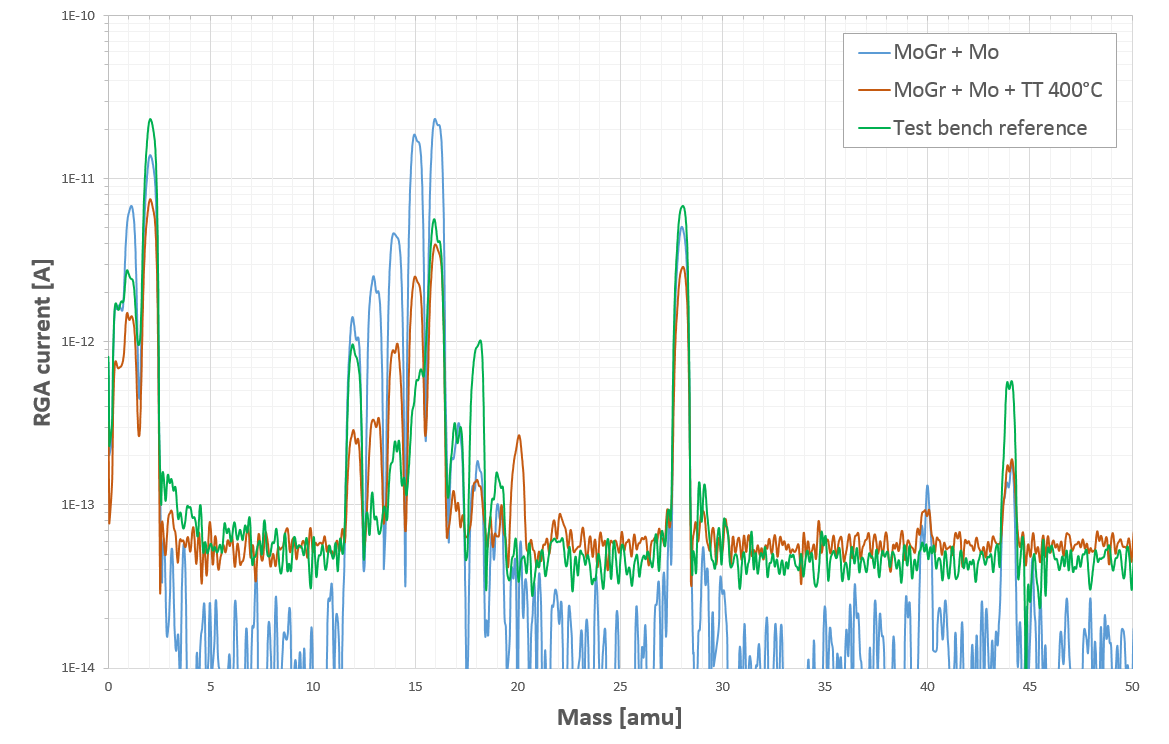 1E-10
1E-11
1E-12
1E-13
1E-14
RGA current [A]
MoGr + Mo
MoGr + Mo + TT 400°C
Test bench reference
0 5 10 15 20 25 30 35 40 45 50
Mass [amu]